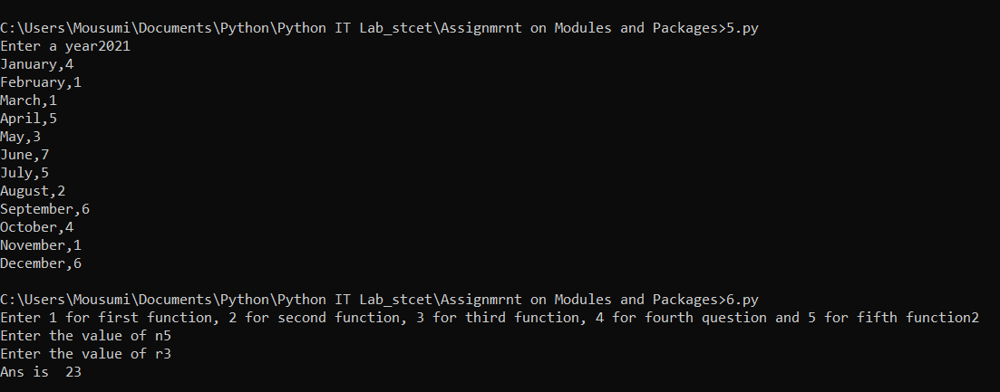 C:\Users\Mousumi\Documents\Python\Python IT Lab_stcet\Assignmrnt on Modules and Packages>5.py
Enter a year2021
January,4
February,1
March,1
April,5
May,3
June,7
July,5
August,2
September,6
October,4
November,1
December,6
C:\Users\Mousumi\Documents\Python\Python IT Lab_stcet\Assignmrnt on Modules and Packages>6.py
Enter 1 for first function, 2 for second function, 3 for third function, 4 for fourth question and 5 for fifth function2
Enter the value of n5
Enter the value of r3
Ans is  23